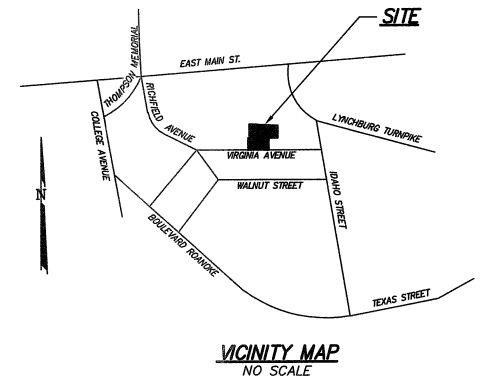 SITE
EAST MAIN ST.
THOMPSON MEMORIAL
RICHFIELD AVENUE
COLLEGE AVENUE
LYNCHBURG TURNPIKE
VIRGINIA AVENUE
WALNUT STREET
IDAHO STREET
N
BOULEVARD ROANOKE
TEXAS STREET
VICINITY MAP
NO SCALE